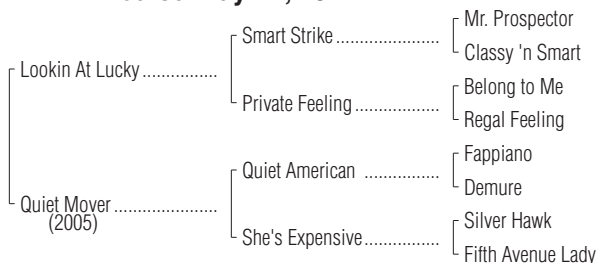 Smart Strike
Mr. Prospector
Classy 'n Smart
Lookin At Lucky
Private Feeling
Belong to Me
Regal Feeling
Quiet American
Fappiano
Demure
Quiet Mover
(2005)
She's Expensive
Silver Hawk
Fifth Avenue Lady